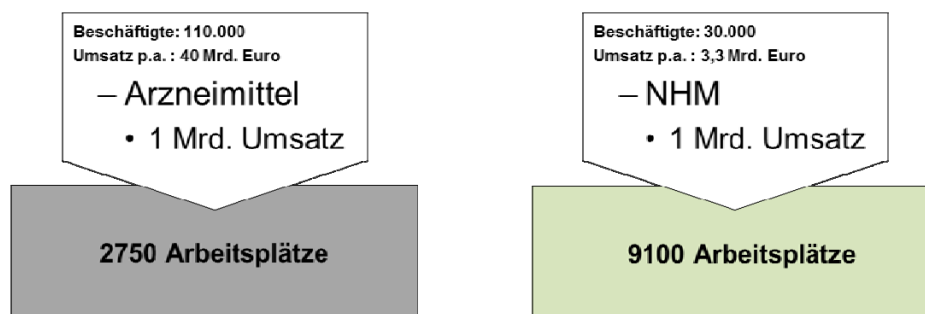 Beschäftigte: 110.000
Umsatz p.a. : 40 Mrd. Euro
– Arzneimittel
• 1 Mrd. Umsatz
2750 Arbeitsplätze
Beschäftigte: 30.000
Umsatz p.a. : 3,3 Mrd. Euro
– NHM
• 1 Mrd. Umsatz
9100 Arbeitsplätze